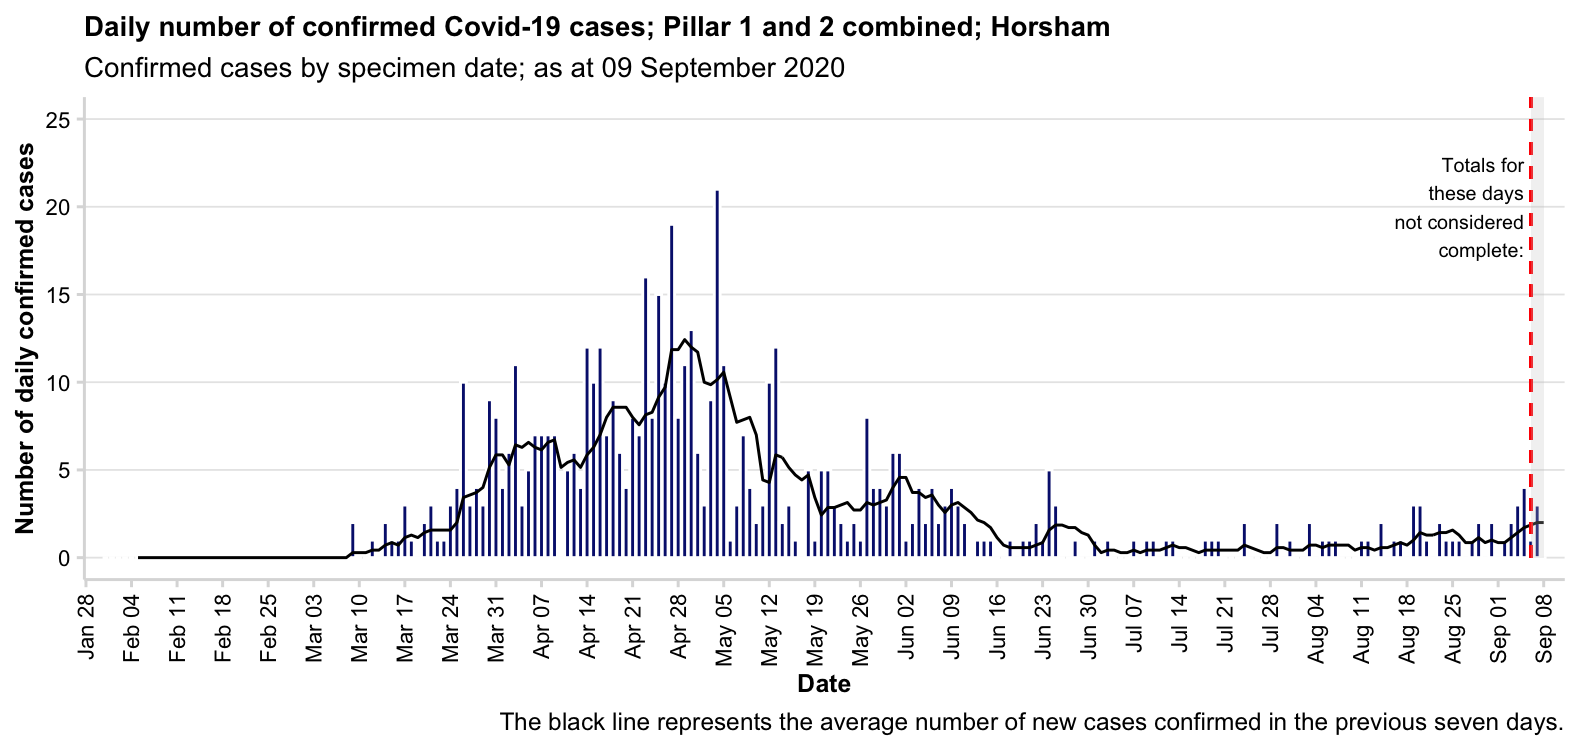 Daily number of confirmed Covid-19 cases; Pillar 1 and 2 combined; Horsham
Confirmed cases by specimen date; as at 09 September 2020
Number of daily confirmed cases
25
20
15
10
5
0
Totals for
these days
not considered
complete:
Jan 28
Feb 04
Feb 11
Feb 18
Feb 25
Mar 03
Mar 10
Mar 17
Mar 24
Mar 31
Apr 07
Apr 14
Apr 21
Apr 28
May 05
May 12
May 19
May 26
Jun 02
Jun 09
Jun 16
Jun 23
Jun 30
Jul 07
Jul 14
Jul 21
Jul 28
Aug 04
Aug 11
Aug 18
Aug 25
Sep 01
Sep 08
Date
The black line represents the average number of new cases confirmed in the previous seven days.